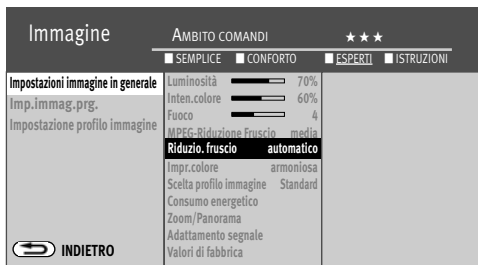 Immagine
AMBITO COMANDI ★★★
SEMPLICE CONFORTO ESPERTI ISTRUZIONI
Impostazioni immagine in generale
Imp.immag.prg.
Impostazione profilo immagine
Luminosità 70%
Inten.colore 60%
Fuoco 4
MPEG-Riduzione Fruscio media
Riduzio. fruscio automatico
Impr.colore armoniosa
Scelta profilo immagine Standard
Consumo energetico
Zoom/Panorama
Adattamento segnale
Valori di fabbrica
INDIETRO